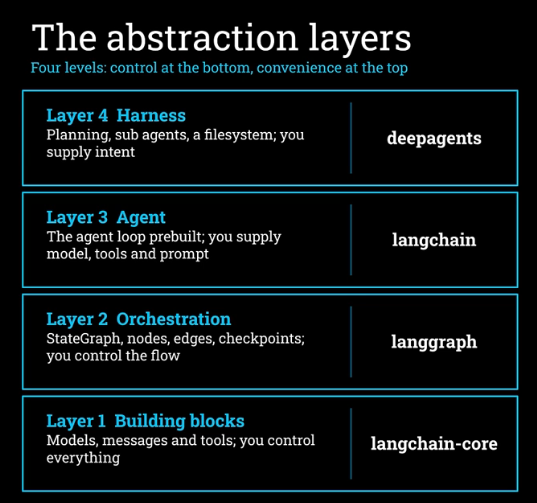 The abstraction layers
Four levels: control at the bottom, convenience at the top
Layer 4 Harness
Planning, sub agents, a filesystem; you
supply intent
deepagents
Layer 3 Agent
The agent loop prebuilt; you supply
model, tools and prompt
langchain
Layer 2 Orchestration
StateGraph, nodes, edges, checkpoints;
you control the flow
langgraph
Layer 1 Building blocks
Models, messages and tools; you control
everything
langchain-core